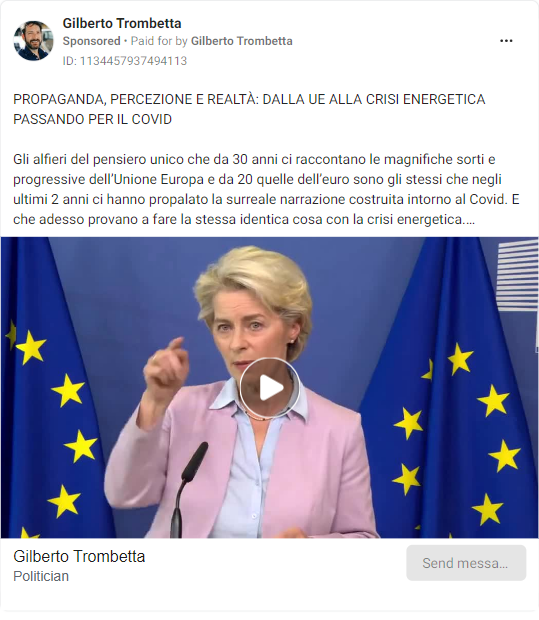 Gilberto Trombetta
Sponsored • Paid for by Gilberto Trombetta
ID: 1134457937494113
PROPAGANDA, PERCEZIONE E REALTÀ: DALLA UE ALLA CRISI ENERGETICA
PASSANDO PER IL COVID
Gli alfieri del pensiero unico che da 30 anni ci raccontano le magnifiche sorti e
progressive dell’Unione Europa e da 20 quelle dell’euro sono gli stessi che negli
ultimi 2 anni ci hanno propalato la surreale narrazione costruita intorno al Covid. E
che adesso provano a fare la stessa identica cosa con la crisi energetica....
Gilberto Trombetta
Politician
Send messa...